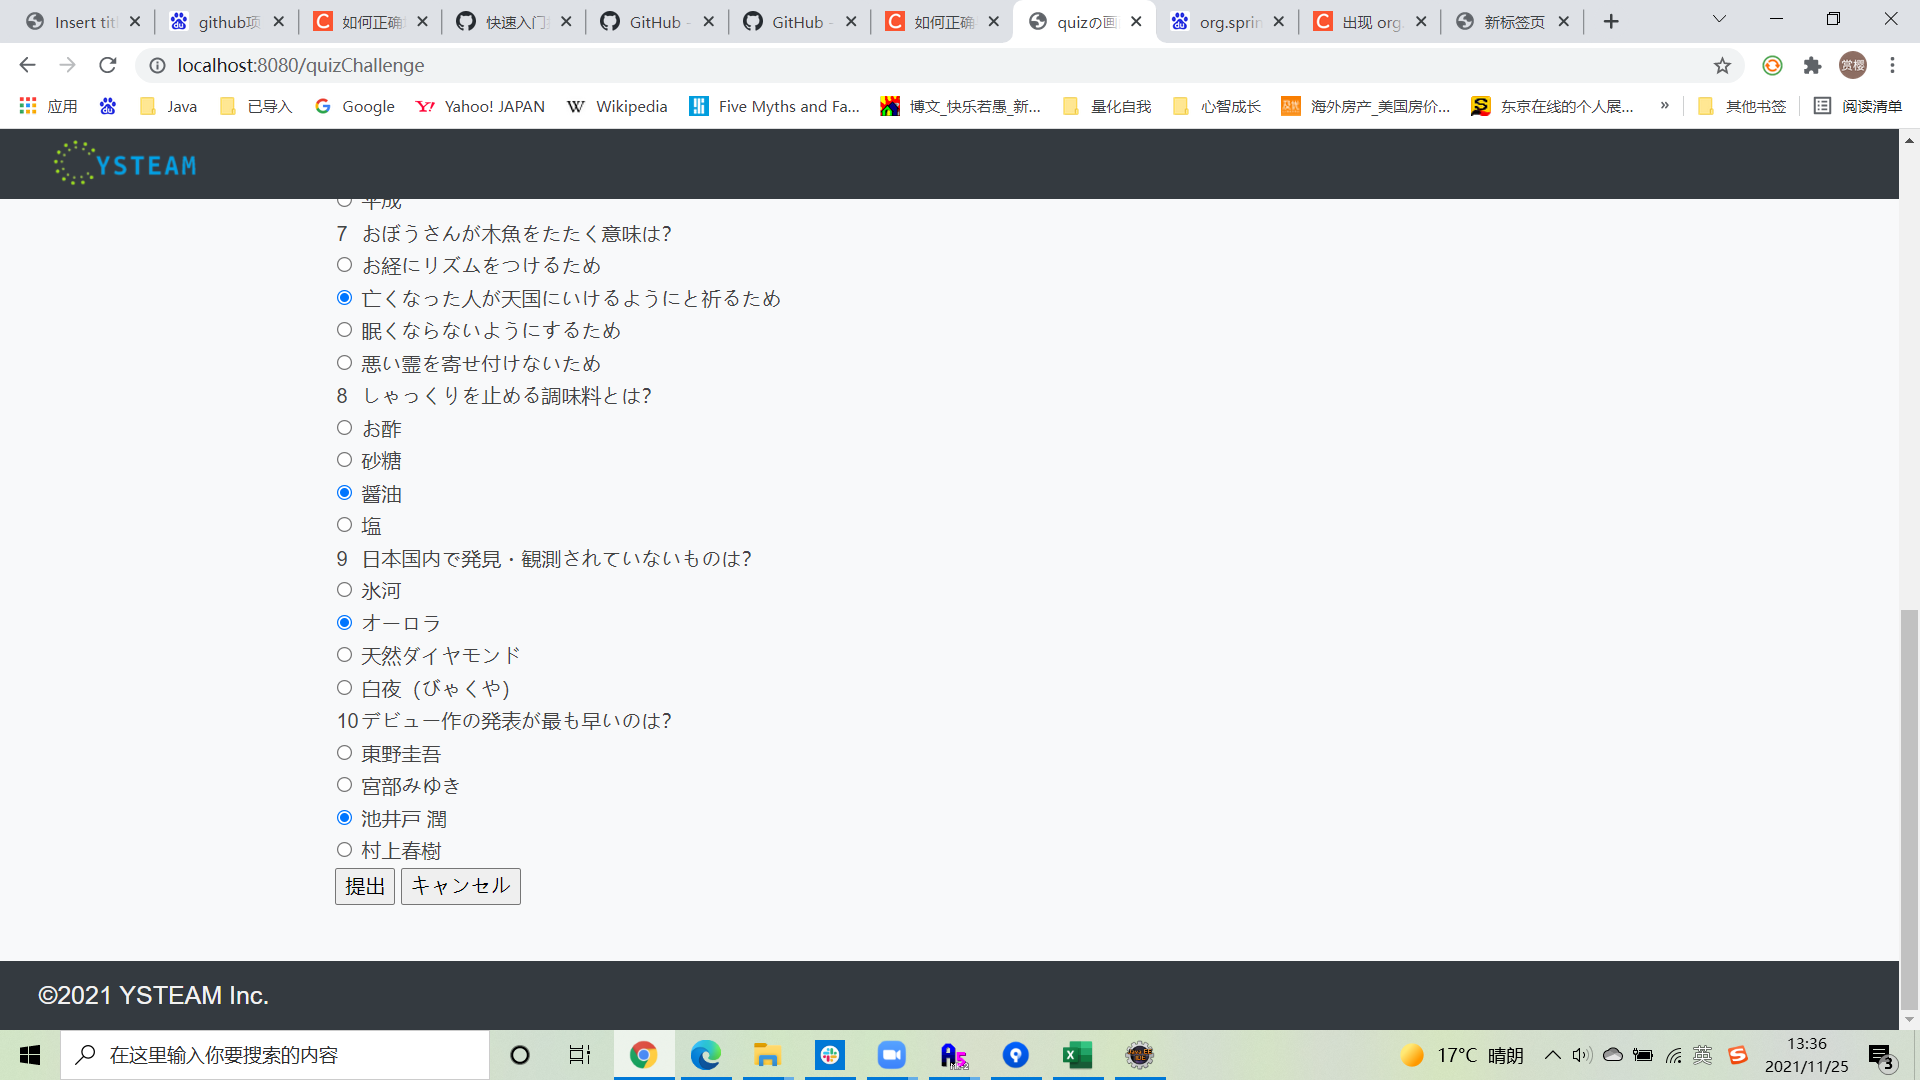 Insert titl
github项
如何正确
快速入门
GitHub -
GitHub -
如何正确
quizの画
org.sprin
出现 org.
新标签页
localhost:8080/quizChallenge
赏樱
应用
Java
已导入
Google
Yahoo! JAPAN
Wikipedia
Five Myths and Fa...
博文_快乐若愚_新...
量化自我
心智成长
海外房产_美国房价...
东京在线的个人展...
»
其他书签
阅读清单
YSTEAM
平成
7 おぼうさんが木魚をたたく意味は?
お経にリズムをつけるため
亡くなった人が天国にいけるようにと祈るため
眠くならないようにするため
悪い霊を寄せ付けないため
8 しゃっくりを止める調味料とは?
お酢
砂糖
醤油
塩
9 日本国内で発見・観測されていないものは?
氷河
オーロラ
天然ダイヤモンド
白夜（びゃくや）
10 デビュー作の発表が最も早いのは?
東野圭吾
宮部みゆき
池井戸 潤
村上春樹
提出 キャンセル
©2021 YSTEAM Inc.
在这里输入你要搜索的内容
17°C 晴朗
英
13:36
2021/11/25
3